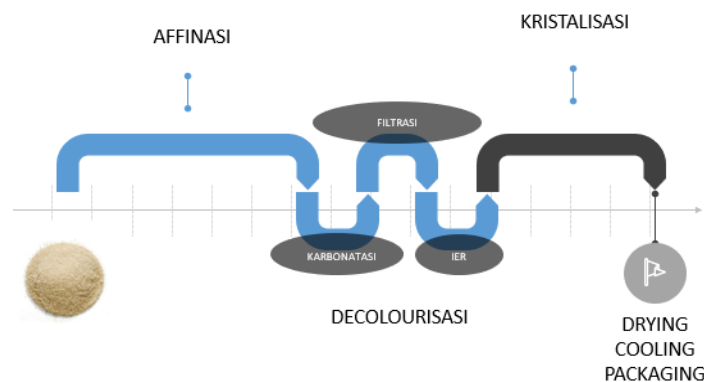 AFFINASI
KRISTALISASI
FILTRASI
KARBONATASI
IER
DECOLOURISASI
DRYING
COOLING
PACKAGING